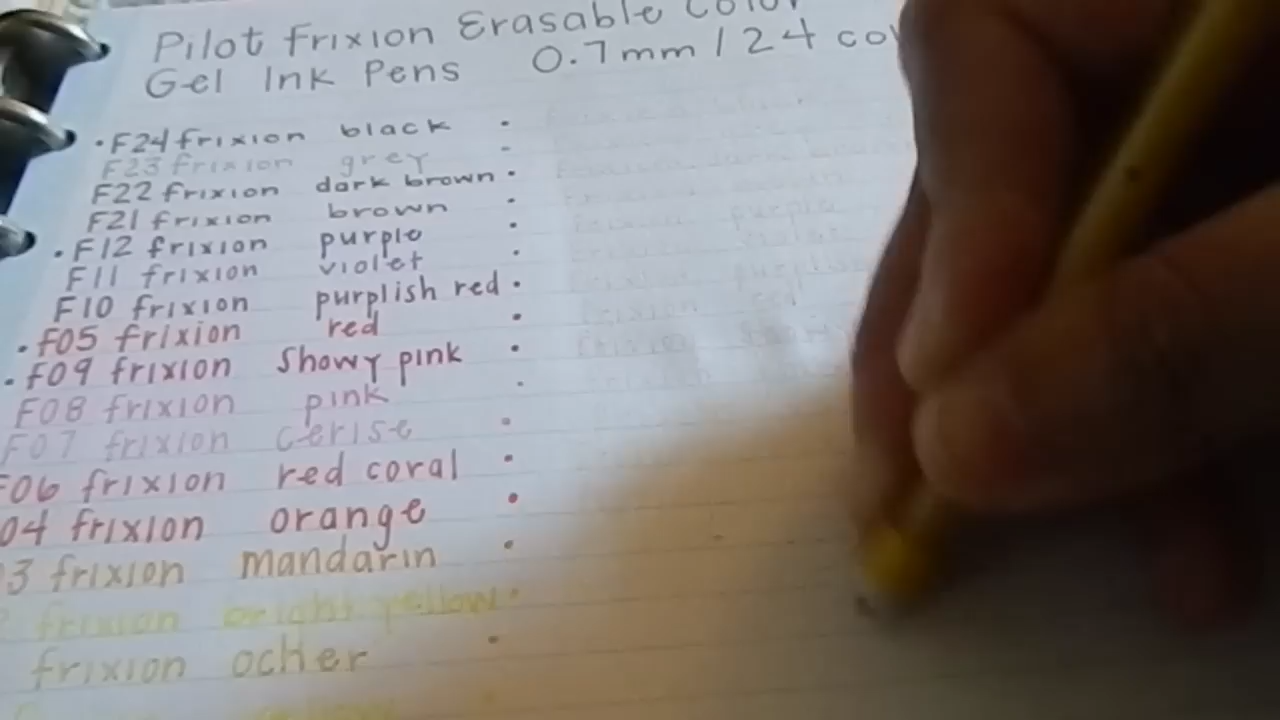 Pilot Frixion Erasable Color
Gel Ink Pens 0.7mm / 24 co
• F24 frixion black •
F23 frixion grey •
F22 frixion dark brown •
F21 frixion brown •
• F12 frixion purple •
F11 frixion violet •
F10 frixion purplish red •
• F05 frixion red •
• F09 frixion Showy pink •
F08 frixion pink •
F07 frixion cerise •
F06 frixion red coral •
04 frixion orange •
3 frixion mandarin •
frixion bright yellow •
frixion ocher •